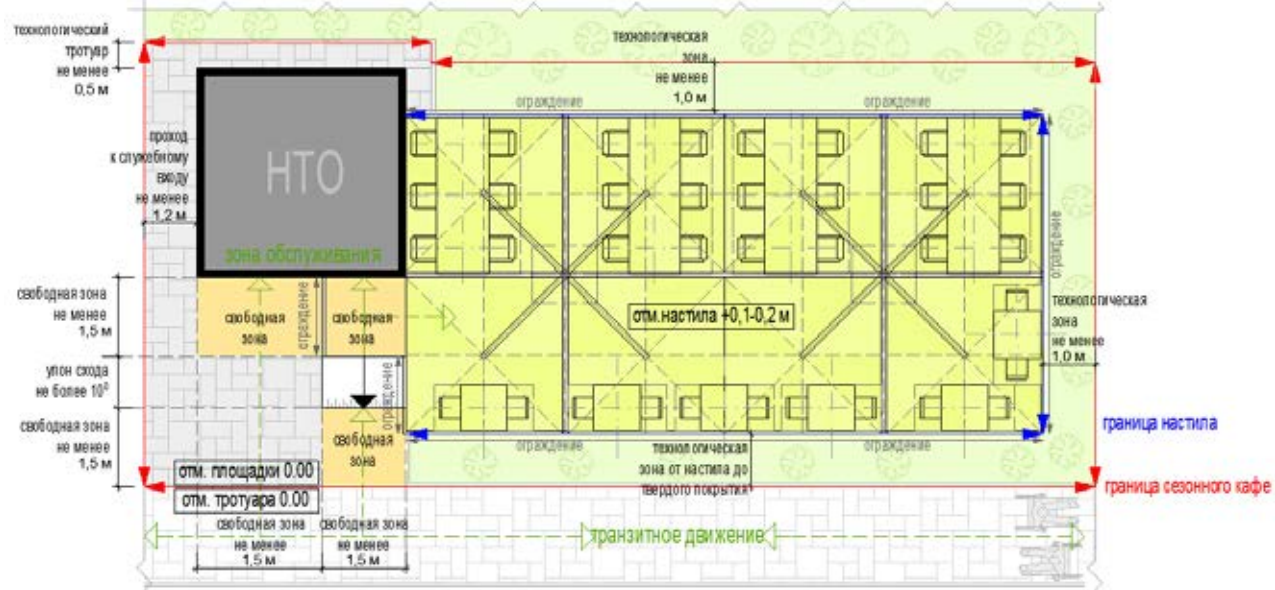 технологический
тротуар
не менее
0,5 м
технологическая
зона
не менее
1,0 м
ограждение
ограждение
проход
к служебному
входу
не менее
1,2 м
НТО
зона обслуживания
ограждение
свободная зона
не менее
1,5 м
свободная
зона
ограждение
свободная
зона
отм.настила +0,1-0,2 м
технологическая
зона
не менее
1,0 м
уклон схода
не более 10⁰
ограждение
свободная зона
не менее
1,5 м
свободная
зона
ограждение
ограждение
граница настила
технологическая
зона от настила до
твердого покрытия
отм. площадки 0.00
отм. тротуара 0.00
граница сезонного кафе
свободная зона
не менее
1,5 м
свободная зона
не менее
1,5 м
транзитное движение